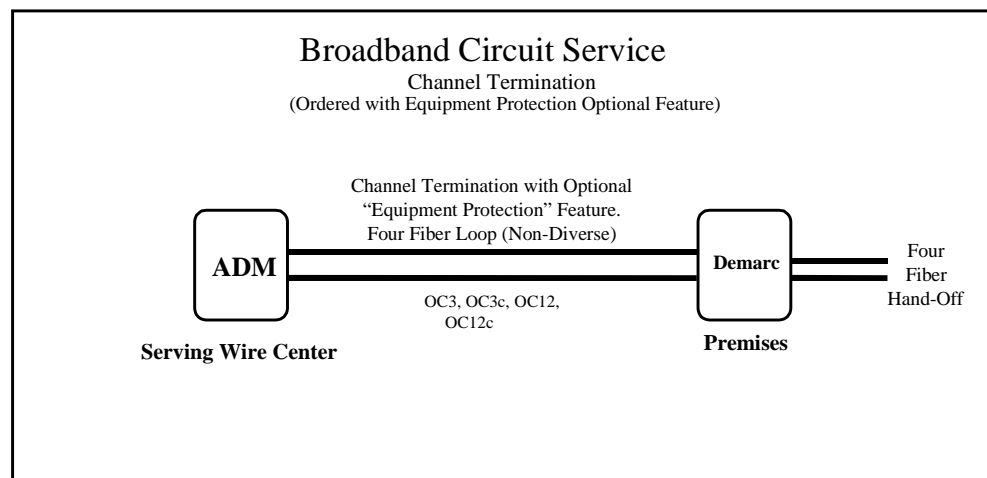 Broadband Circuit Service
Channel Termination
(Ordered with Equipment Protection Optional Feature)
Channel Termination with Optional
“Equipment Protection” Feature.
Four Fiber Loop (Non-Diverse)
ADM
Demarc
Four
Fiber
Hand-Off
OC3, OC3c, OC12,
OC12c
Serving Wire Center
Premises